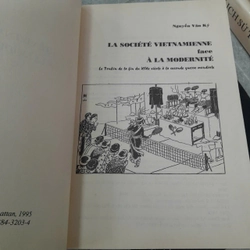 Nguyễn Văn Ký
LA SOCIÉTÉ VIETNAMIENNE
face
À LA MODERNITÉ
Le Tonkin de la fin du XIXe siècle à la seconde guerre mondiale
attan, 1995
84-3203-4